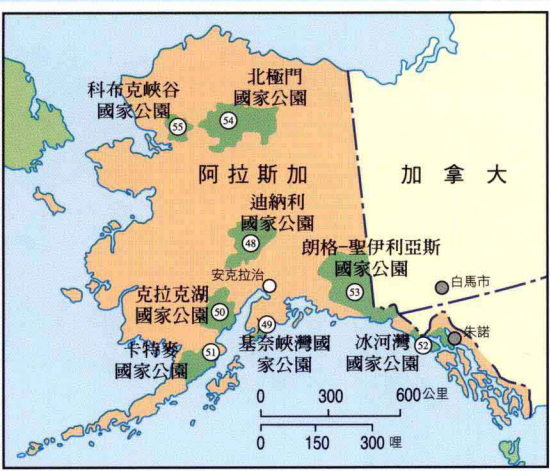 科布克峽谷
國家公園
55
北極門
國家公園
54
阿拉斯加
加拿大
迪納利
國家公園
48
朗格-聖伊利亞斯
國家公園
53
安克拉治
白馬市
克拉克湖
國家公園
50
49
基奈峽灣國
家公園
冰河灣
國家公園
52
朱諾
卡特麥
國家公園
51
0 300 600公里
0 150 300 哩